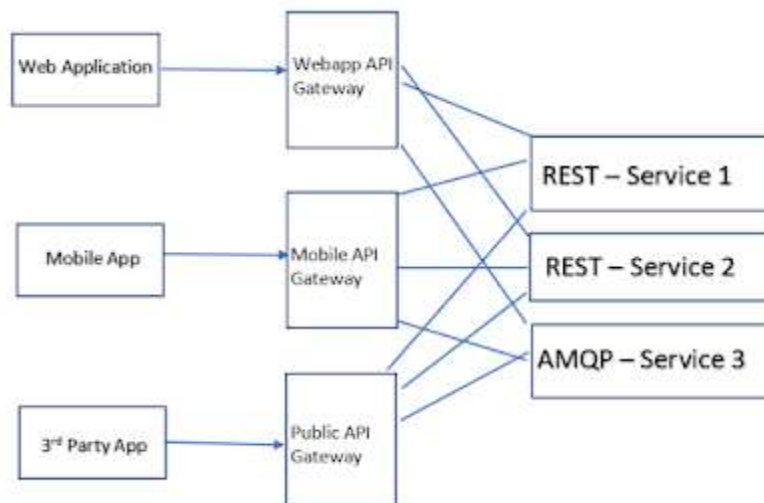 Web Application
Webapp API
Gateway
REST – Service 1
Mobile App
Mobile API
Gateway
REST – Service 2
AMQP – Service 3
3rd Party App
Public API
Gateway